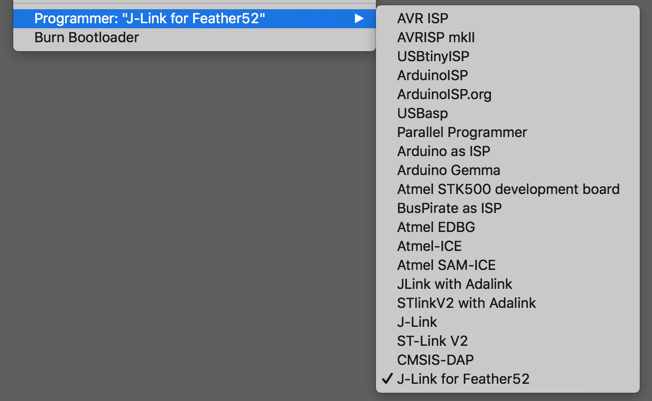 Programmer: "J-Link for Feather52"
Burn Bootloader
AVR ISP
AVRISP mkII
USBtinyISP
ArduinoISP
ArduinoISP.org
USBasp
Parallel Programmer
Arduino as ISP
Arduino Gemma
Atmel STK500 development board
BusPirate as ISP
Atmel EDBG
Atmel-ICE
Atmel SAM-ICE
JLink with Adalink
STlinkV2 with Adalink
J-Link
ST-Link V2
CMSIS-DAP
J-Link for Feather52